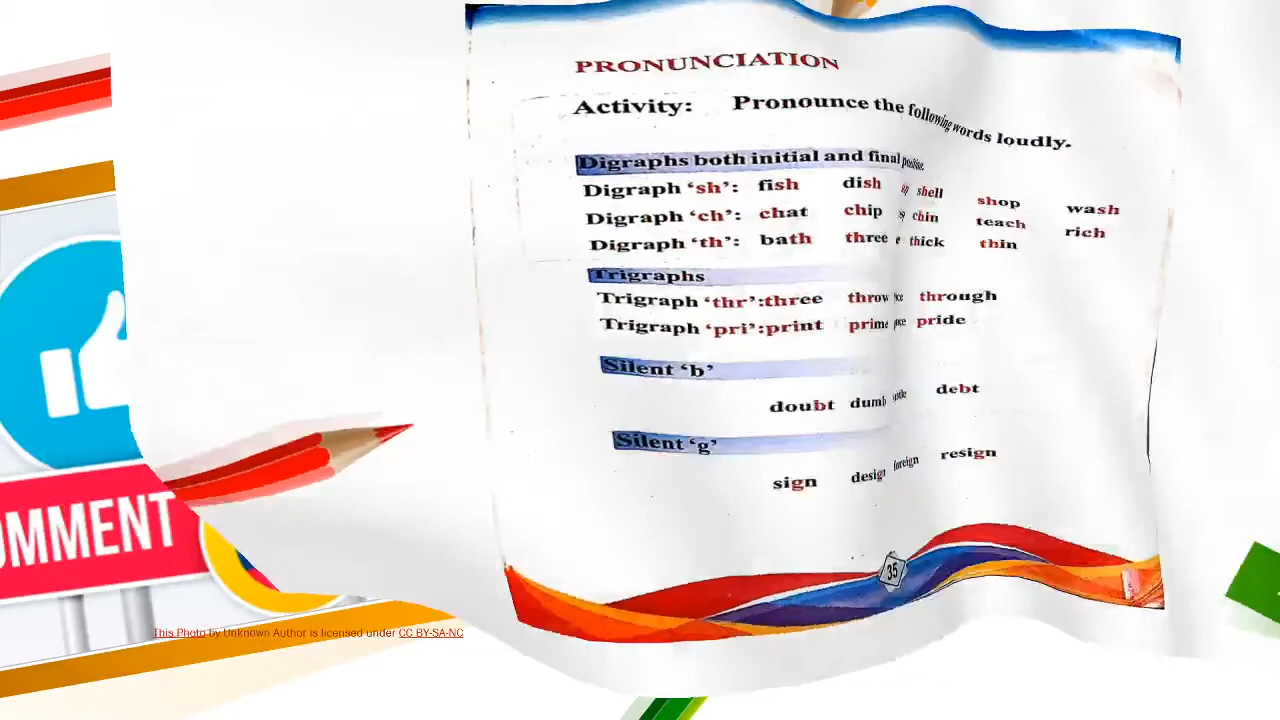 PRONUNCIATION
Activity: Pronounce the following words loudly.
Digraphs both initial and final position.
Digraph ‘sh’: fish dish shell shop wash
Digraph ‘ch’: chat chip chin teach rich
Digraph ‘th’: bath three thick thin
Trigraphs
Trigraph ‘thr’:three throw through
Trigraph ‘pri’:print prime pride
Silent ‘b’
doubt dumb debt
Silent ‘g’
sign design foreign resign
35
OMMENT
This Photo by Unknown Author is licensed under CC BY-SA-NC